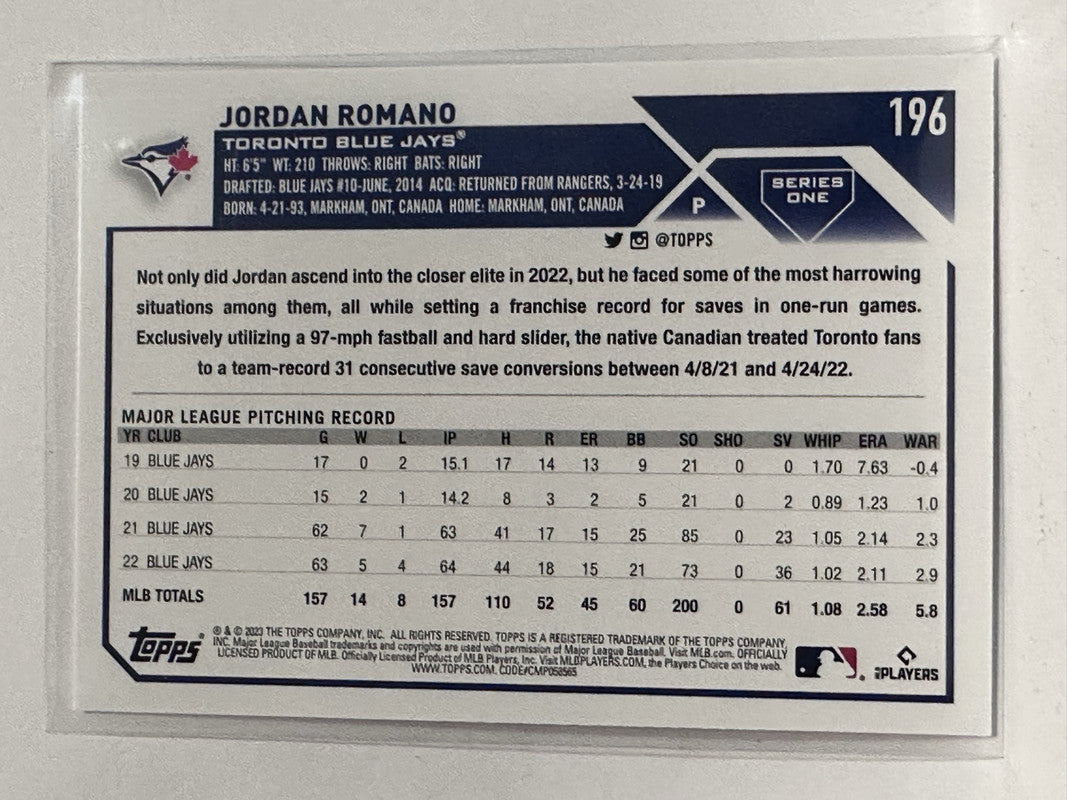 JORDAN ROMANO
196
TORONTO BLUE JAYS®
HT: 6'5" WT: 210 THROWS: RIGHT BATS: RIGHT
DRAFTED: BLUE JAYS #10-JUNE, 2014 ACQ: RETURNED FROM RANGERS, 3-24-19
BORN: 4-21-93, MARKHAM, ONT, CANADA HOME: MARKHAM, ONT, CANADA
P
SERIES
ONE
@TOPPS
Not only did Jordan ascend into the closer elite in 2022, but he faced some of the most harrowing
situations among them, all while setting a franchise record for saves in one-run games.
Exclusively utilizing a 97-mph fastball and hard slider, the native Canadian treated Toronto fans
to a team-record 31 consecutive save conversions between 4/8/21 and 4/24/22.
MAJOR LEAGUE PITCHING RECORD
YR CLUB G W L IP H R ER BB SO SHO SV WHIP ERA WAR
19 BLUE JAYS 17 0 2 15.1 17 14 13 9 21 0 0 1.70 7.63 -0.4
20 BLUE JAYS 15 2 1 14.2 8 3 2 5 21 0 2 0.89 1.23 1.0
21 BLUE JAYS 62 7 1 63 41 17 15 25 85 0 23 1.05 2.14 2.3
22 BLUE JAYS 63 5 4 64 44 18 15 21 73 0 36 1.02 2.11 2.9
MLB TOTALS 157 14 8 157 110 52 45 60 200 0 61 1.08 2.58 5.8
topps®
® & © 2023 THE TOPPS COMPANY, INC. ALL RIGHTS RESERVED. TOPPS IS A REGISTERED TRADEMARK OF THE TOPPS COMPANY,
INC. Major League Baseball trademarks and copyrights are used with permission of Major League Baseball. Visit MLB.com. OFFICIALLY
LICENSED PRODUCT OF MLB. Officially Licensed Product of MLB Players, Inc. Visit MLBPLAYERS.COM, the Players Choice on the web.
WWW.TOPPS.COM. CODE#CMP058565
MLB PLAYERS